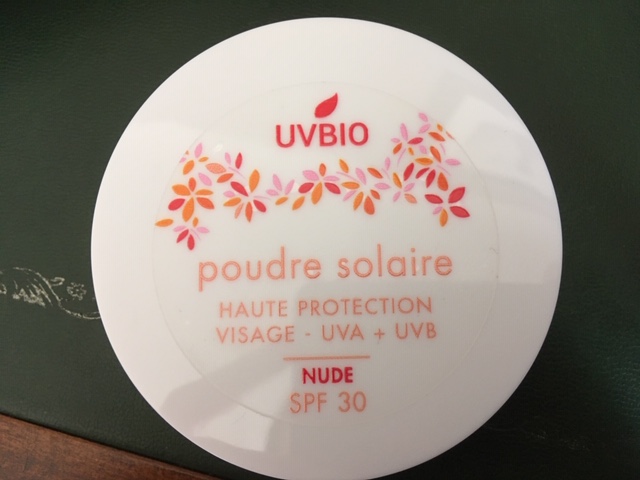 UVBIO
poudre solaire
HAUTE PROTECTION
VISAGE - UVA + UVB
NUDE
SPF 30